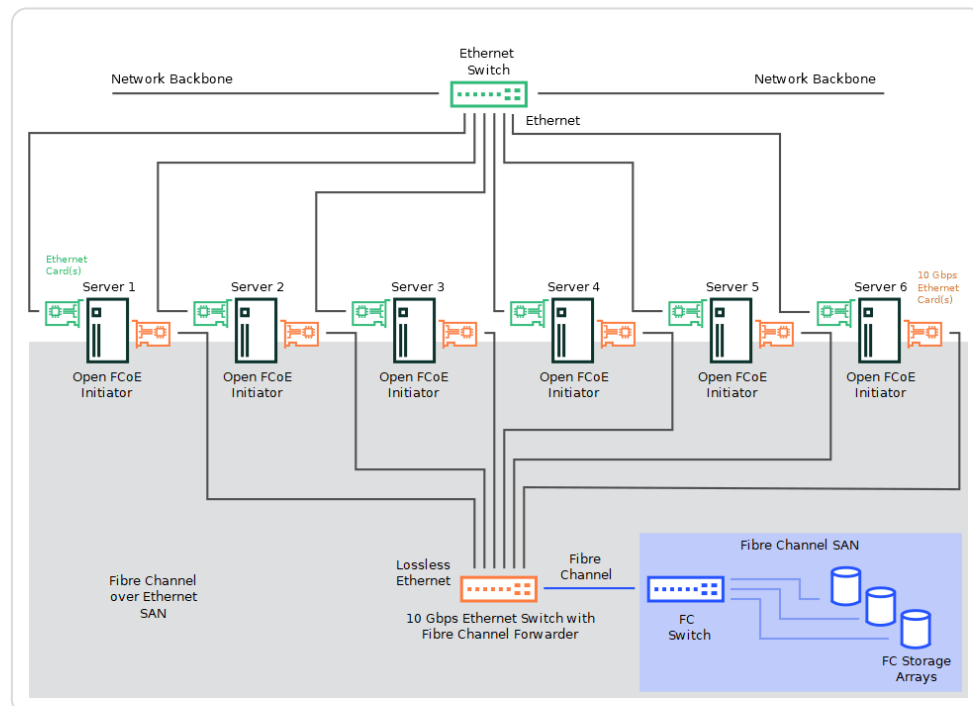 Ethernet
Switch
Network Backbone
Network Backbone
Ethernet
Ethernet
Card(s)
10 Gbps
Ethernet
Card(s)
Server 1
Server 2
Server 3
Server 4
Server 5
Server 6
Open FCoE
Initiator
Open FCoE
Initiator
Open FCoE
Initiator
Open FCoE
Initiator
Open FCoE
Initiator
Open FCoE
Initiator
Fibre Channel
over Ethernet
SAN
Lossless
Ethernet
10 Gbps Ethernet Switch with
Fibre Channel Forwarder
Fibre
Channel
Fibre Channel SAN
FC
Switch
FC Storage
Arrays